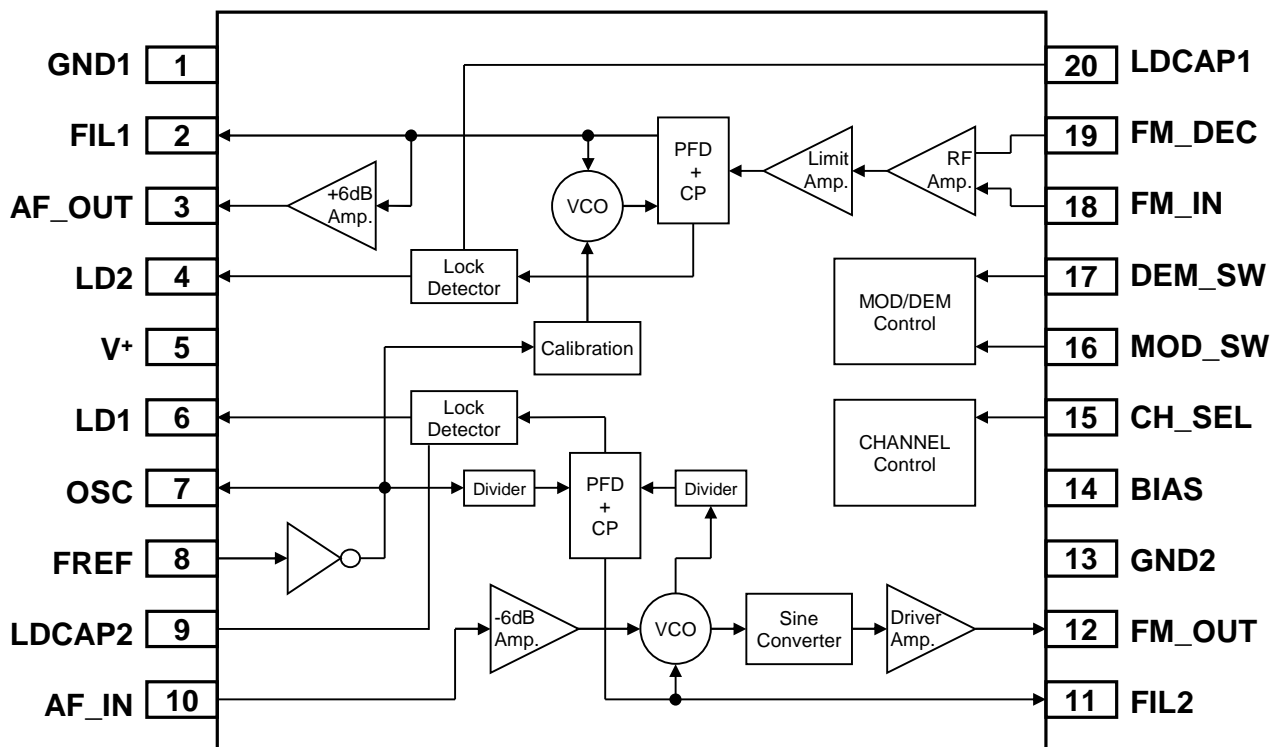 GND1 1
FIL1 2
AF_OUT 3
LD2 4
V+ 5
LD1 6
OSC 7
FREF 8
LDCAP2 9
AF_IN 10
20 LDCAP1
19 FM_DEC
18 FM_IN
17 DEM_SW
16 MOD_SW
15 CH_SEL
14 BIAS
13 GND2
12 FM_OUT
11 FIL2
+6dB
Amp.
VCO
PFD
+
CP
Limit
Amp.
RF
Amp.
Lock
Detector
Calibration
MOD/DEM
Control
Lock
Detector
CHANNEL
Control
Divider
PFD
+
CP
Divider
-6dB
Amp.
VCO
Sine
Converter
Driver
Amp.